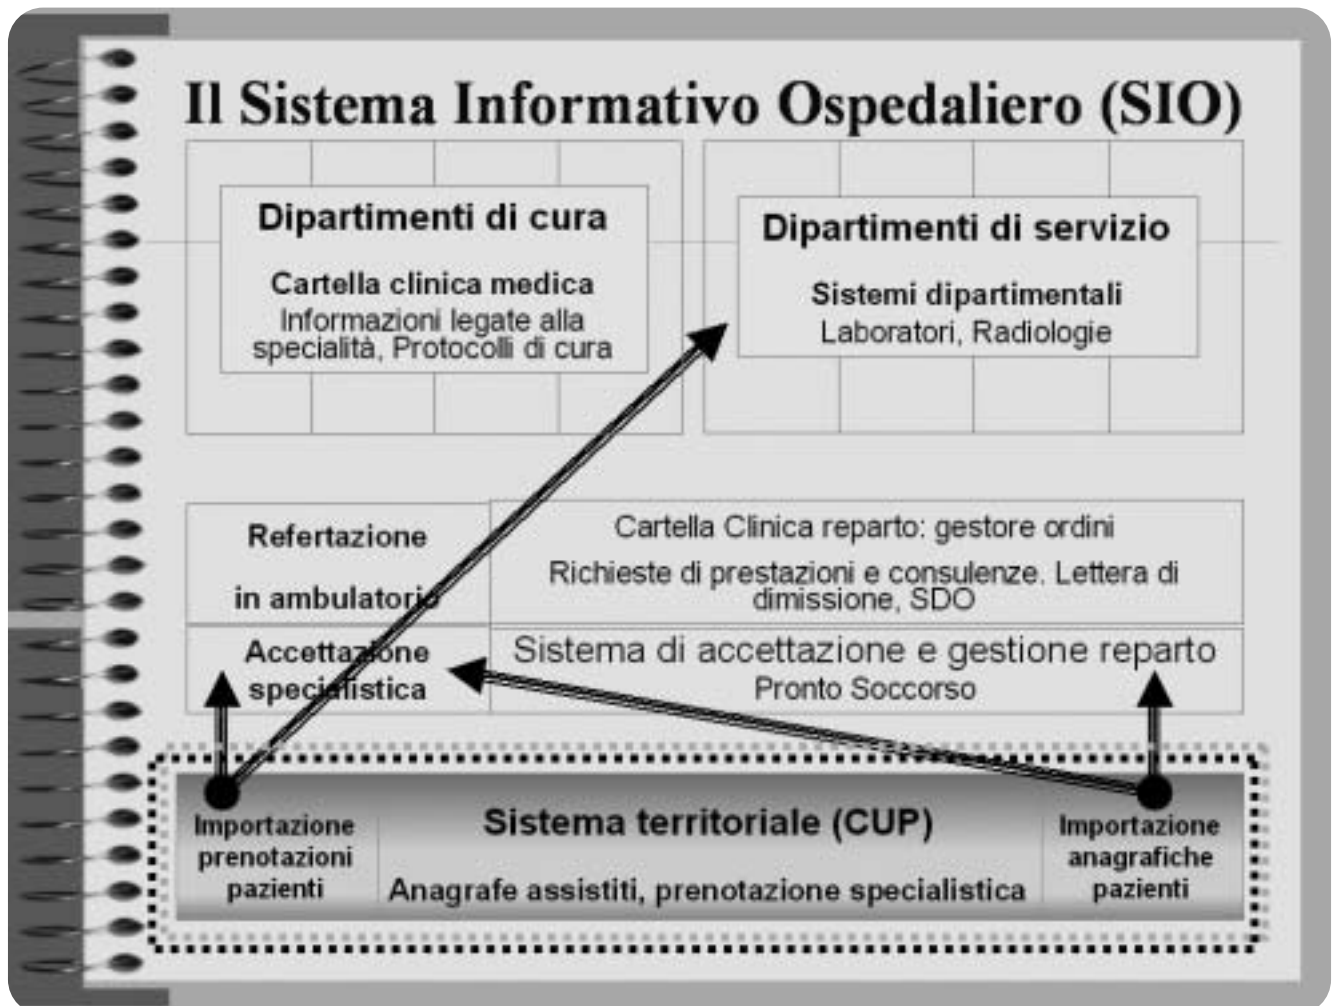 Il Sistema Informativo Ospedaliero (SIO)
Dipartimenti di cura
Cartella clinica medica
Informazioni legate alla
specialità, Protocolli di cura
Dipartimenti di servizio
Sistemi dipartimentali
Laboratori, Radiologie
Refertazione
in ambulatorio
Cartella Clinica reparto: gestore ordini
Richieste di prestazioni e consulenze. Lettera di
dimissione, SDO
Accettazione
specialistica
Sistema di accettazione e gestione reparto
Pronto Soccorso
Importazione
prenotazioni
pazienti
Sistema territoriale (CUP)
Anagrafe assistiti, prenotazione specialistica
Importazione
anagrafiche
pazienti